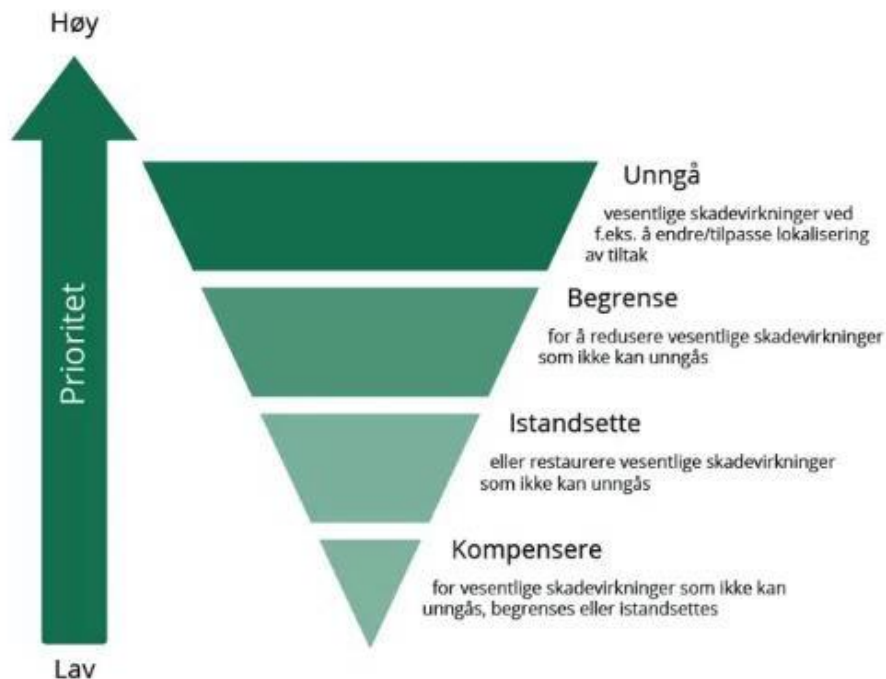 Høy
Prioritet
Unngå
vesentlige skadevirkninger ved
f.eks. å endre/tilpasse lokalisering
av tiltak
Begrense
for å redusere vesentlige skadevirkninger
som ikke kan unngås
Istandsette
eller restaurere vesentlige skadevirkninger
som ikke kan unngås
Kompensere
for vesentlige skadevirkninger som ikke kan
unngås, begrenses eller istandsettes
Lav